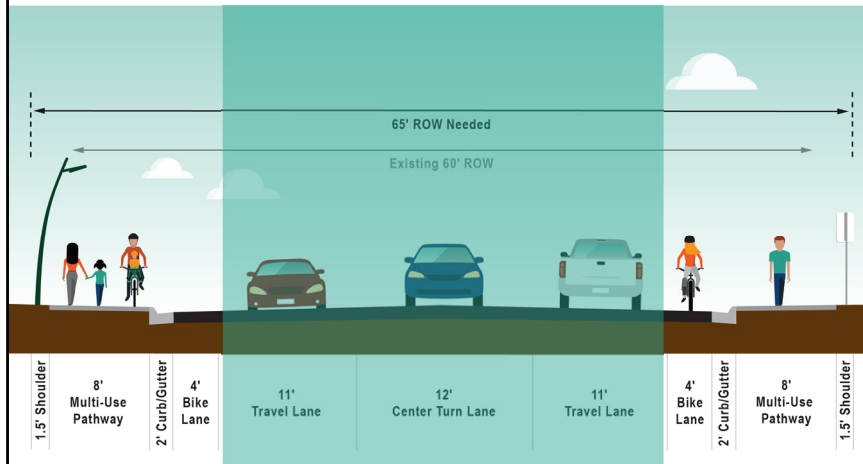 65' ROW Needed
Existing 60' ROW
1.5' Shoulder
8'
Multi-Use
Pathway
2' Curb/Gutter
4'
Bike
Lane
11'
Travel Lane
12'
Center Turn Lane
11'
Travel Lane
4'
Bike
Lane
2' Curb/Gutter
8'
Multi-Use
Pathway
1.5' Shoulder